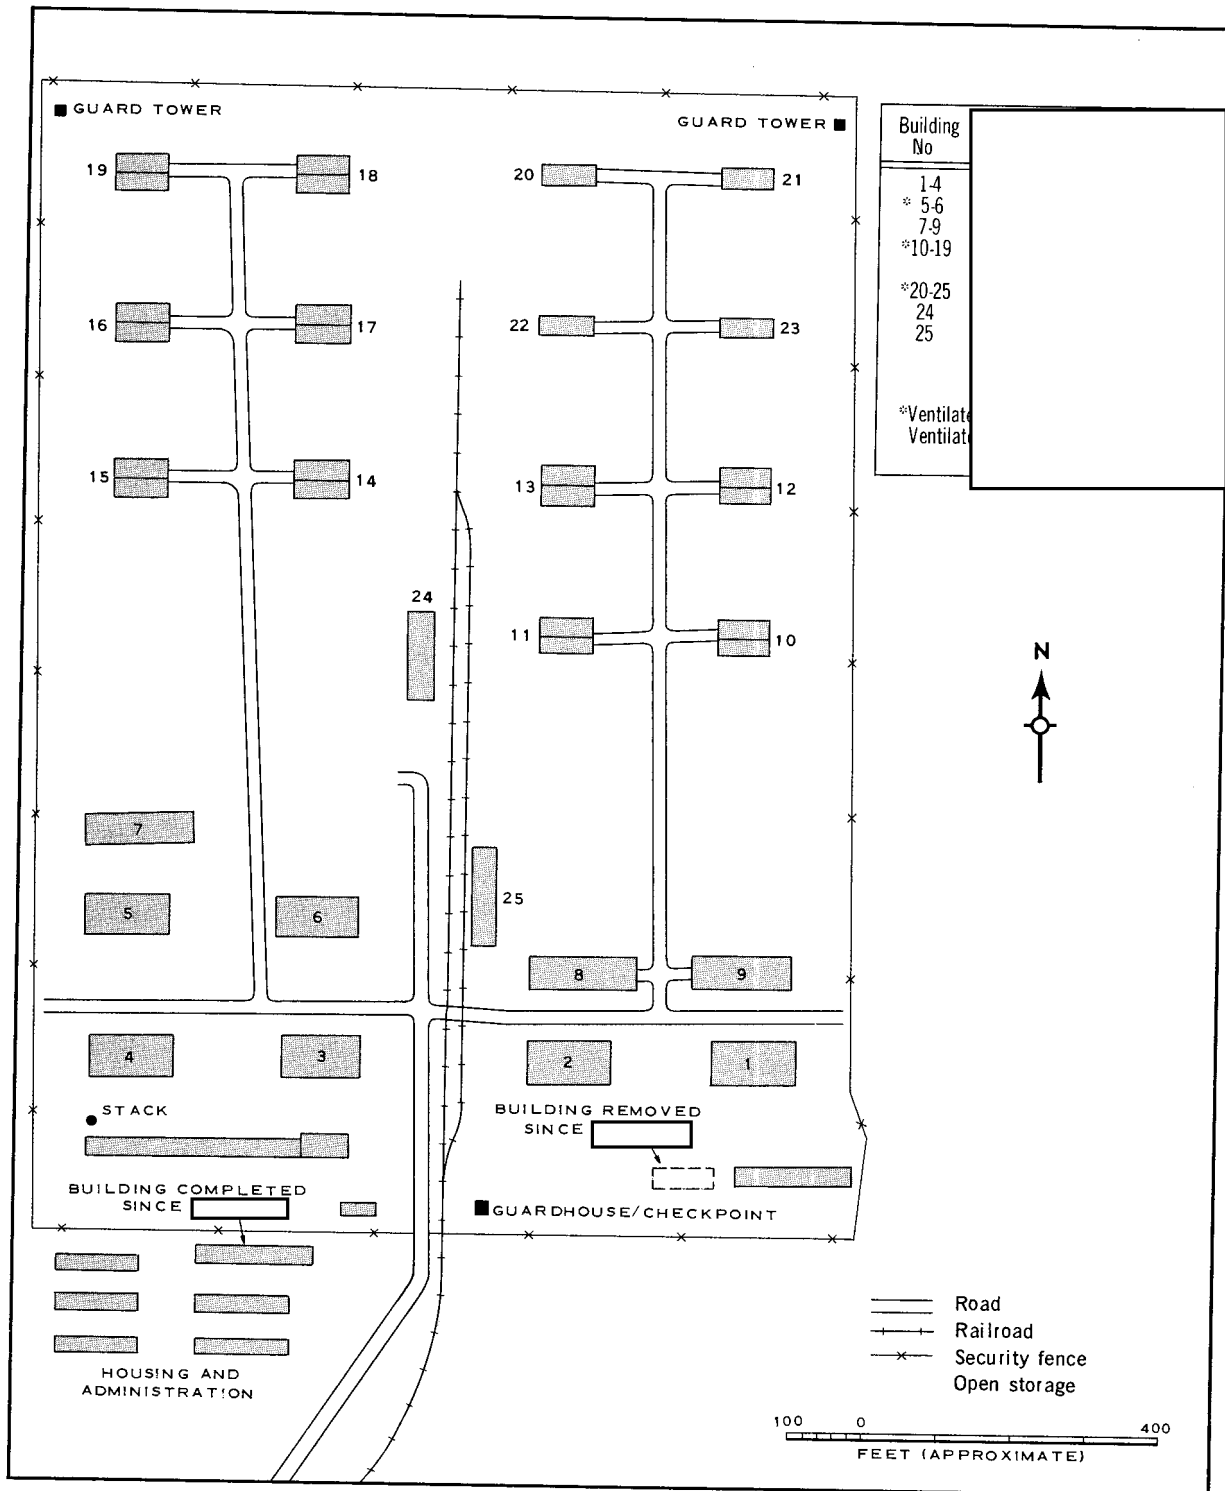 GUARD TOWER
GUARD TOWER
Building
No
1-4
* 5-6
7-9
*10-19
*20-25
24
25
*Ventilate
Ventilat
19
18
20
21
16
17
22
23
15
14
13
12
24
11
10
N
7
5
6
25
8
9
4
3
2
1
STACK
BUILDING REMOVED
SINCE
BUILDING COMPLETED
SINCE
GUARDHOUSE/CHECKPOINT
HOUSING AND
ADMINISTRATION
Road
Railroad
Security fence
Open storage
100 0 400
FEET (APPROXIMATE)